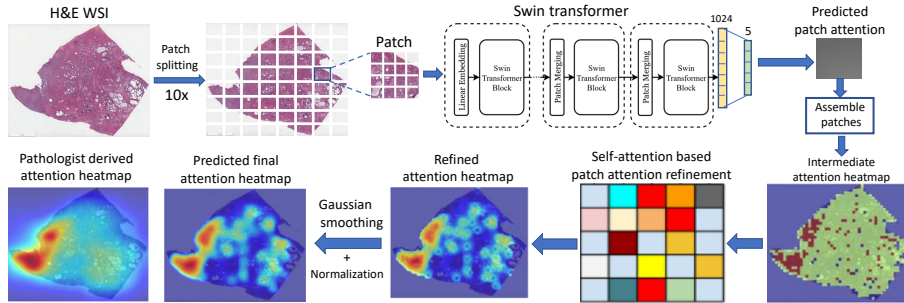 H&E WSI
Patch
splitting
10x
Patch
Swin transformer
Linear Embedding
Swin
Transformer
Block
Patch Merging
Swin
Transformer
Block
Patch Merging
Swin
Transformer
Block
1024
5
Predicted
patch attention
Assemble
patches
Intermediate
attention heatmap
Self-attention based
patch attention refinement
Refined
attention heatmap
Gaussian
smoothing
+
Normalization
Predicted final
attention heatmap
Pathologist derived
attention heatmap